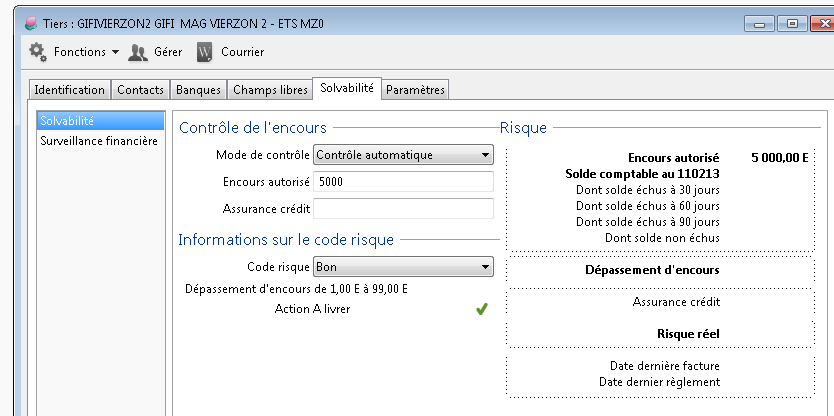 Tiers : GIFIVIERZON2 GIFI MAG VIERZON 2 - ETS MZ0
Fonctions Gérer Courrier
Identification Contacts Banques Champs libres Solvabilité Paramètres
Solvabilité
Surveillance financière
Contrôle de l'encours
Mode de contrôle Contrôle automatique
Encours autorisé 5000
Assurance crédit
Informations sur le code risque
Code risque Bon
Dépassement d'encours de 1,00 E à 99,00 E
Action A livrer
Risque
Encours autorisé 5 000,00 E
Solde comptable au 110213
Dont solde échus à 30 jours
Dont solde échus à 60 jours
Dont solde échus à 90 jours
Dont solde non échus
Dépassement d'encours
Assurance crédit
Risque réel
Date dernière facture
Date dernier règlement